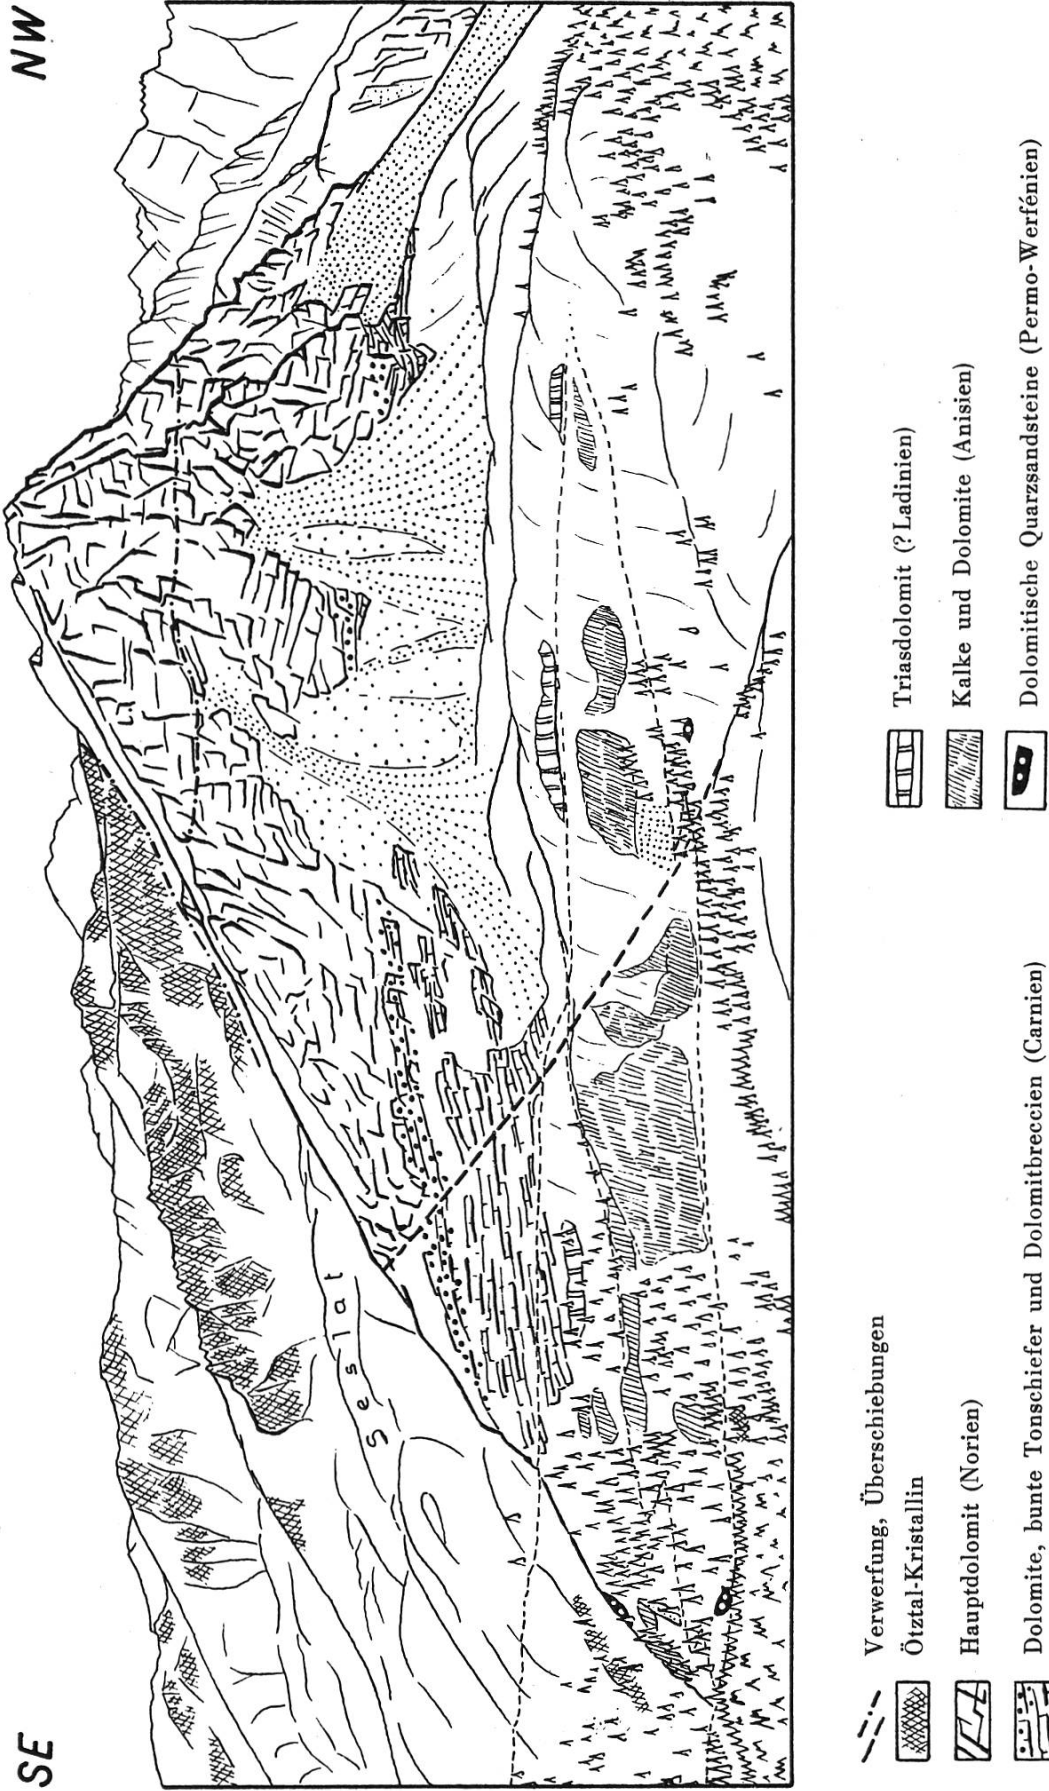 SE
NW
Seslat
Verwerfung, Überschiebungen
Ötztal-Kristallin
Hauptdolomit (Norien)
Dolomite, bunte Tonschiefer und Dolomitbreccien (Carnien)
Triasdolomit (? Ladinien)
Kalke und Dolomite (Anisien)
Dolomitische Quarzsandsteine (Permo-Werfénien)